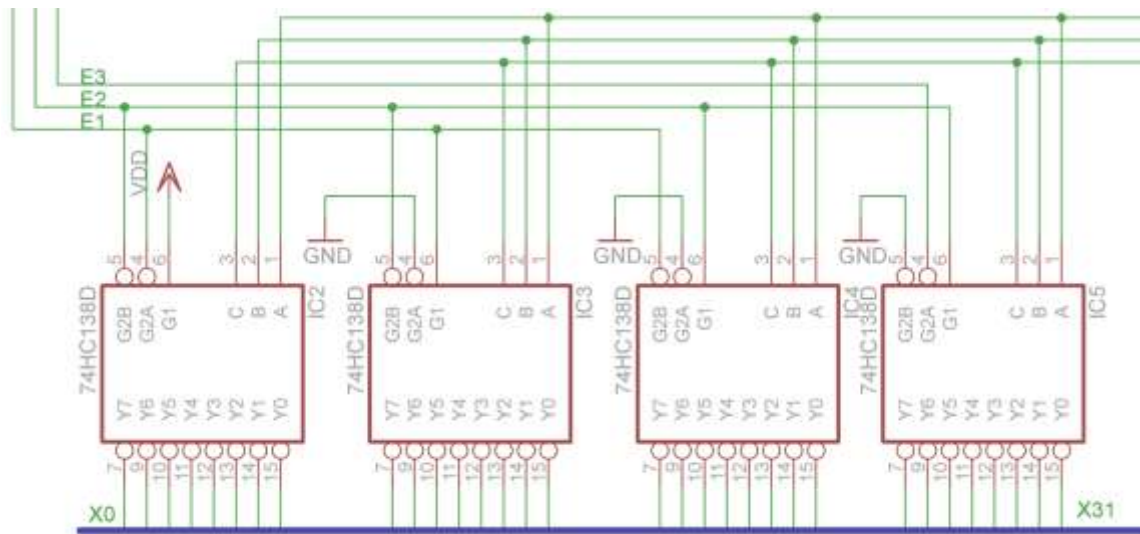 E3
E2
E1
VDD
GND GND GND
5 4 6 3 2 1
5 4 6 3 2 1
5 4 6 3 2 1
5 4 6 3 2 1
74HC138D
G2B G2A G1 C B A
IC2
Y7 Y6 Y5 Y4 Y3 Y2 Y1 Y0
7 9 10 11 12 13 14 15
74HC138D
G2B G2A G1 C B A
IC3
Y7 Y6 Y5 Y4 Y3 Y2 Y1 Y0
7 9 10 11 12 13 14 15
74HC138D
G2B G2A G1 C B A
IC4
Y7 Y6 Y5 Y4 Y3 Y2 Y1 Y0
7 9 10 11 12 13 14 15
74HC138D
G2B G2A G1 C B A
IC5
Y7 Y6 Y5 Y4 Y3 Y2 Y1 Y0
7 9 10 11 12 13 14 15
X0 X31